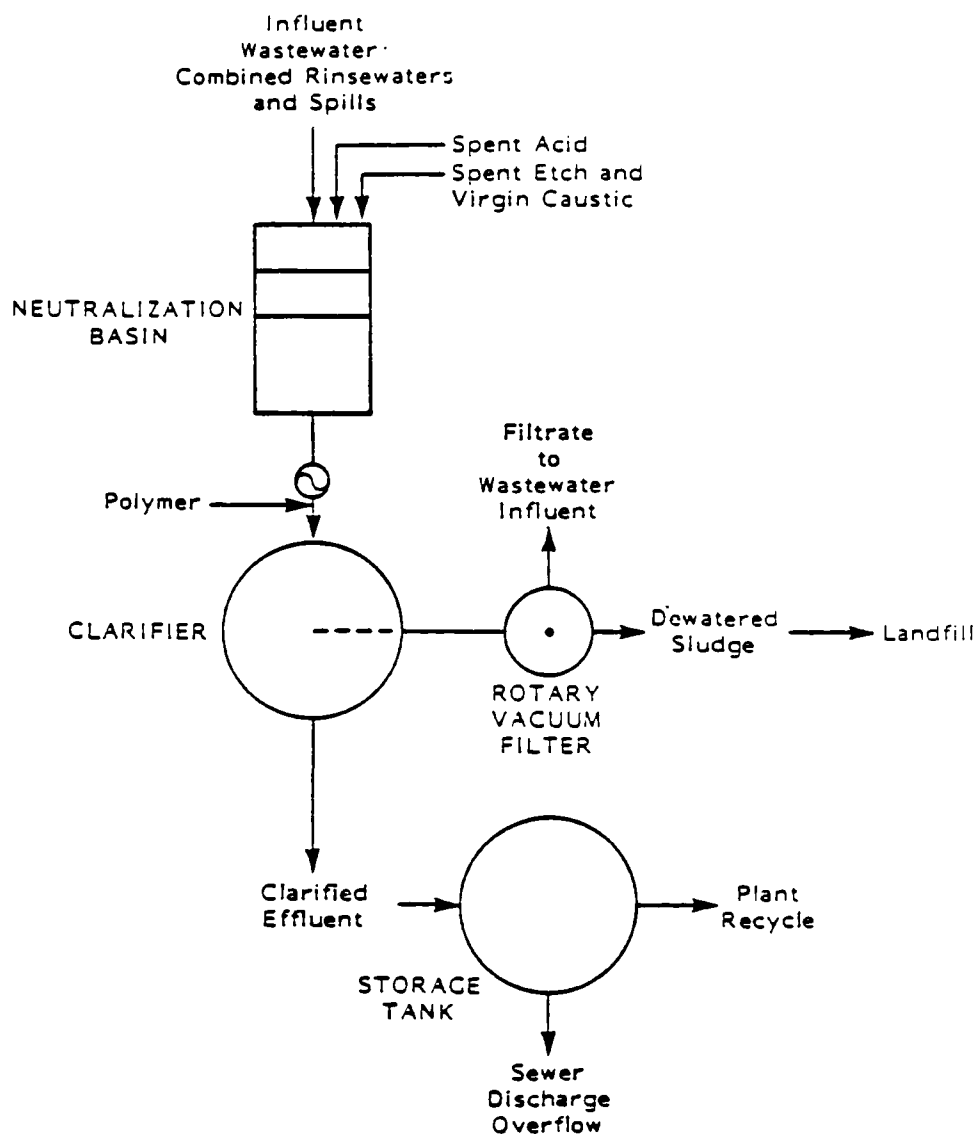 Influent
Wastewater
Combined Rinsewaters
and Spills
Spent Acid
Spent Etch and
Virgin Caustic
NEUTRALIZATION
BASIN
Polymer
Filtrate
to
Wastewater
Influent
CLARIFIER
Dewatered
Sludge
Landfill
ROTARY
VACUUM
FILTER
Clarified
Effluent
Plant
Recycle
STORAGE
TANK
Sewer
Discharge
Overflow